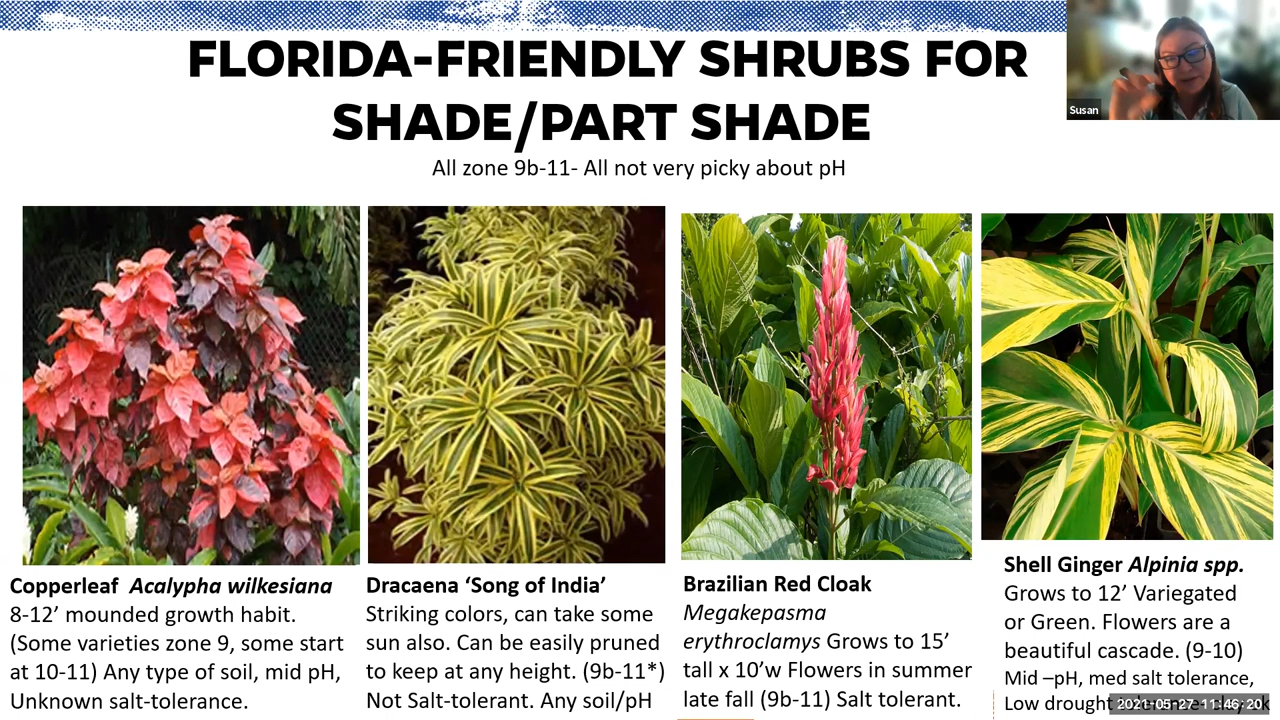 FLORIDA-FRIENDLY SHRUBS FOR
SHADE/PART SHADE
All zone 9b-11- All not very picky about pH
Susan
Copperleaf Acalypha wilkesiana
8-12’ mounded growth habit.
(Some varieties zone 9, some start
at 10-11) Any type of soil, mid pH,
Unknown salt-tolerance.
Dracaena ‘Song of India’
Striking colors, can take some
sun also. Can be easily pruned
to keep at any height. (9b-11*)
Not Salt-tolerant. Any soil/pH
Brazilian Red Cloak
Megakepasma
erythroclamys Grows to 15’
tall x 10’w Flowers in summer
late fall (9b-11) Salt tolerant.
Shell Ginger Alpinia spp.
Grows to 12’ Variegated
or Green. Flowers are a
beautiful cascade. (9-10)
Mid –pH, med salt tolerance,
Low drought
2021-05-27 11:46:20